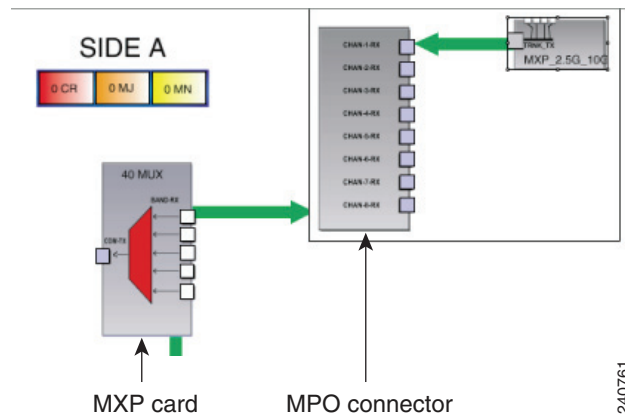 SIDE A
0 CR 0 MJ 0 MN
CHAN-1-RX
CHAN-2-RX
CHAN-3-RX
CHAN-4-RX
CHAN-5-RX
CHAN-6-RX
CHAN-7-RX
CHAN-8-RX
TRNK_TX
MXP_2.5G_10G
40 MUX
BAND-RX
COM-TX
MXP card
MPO connector
240761